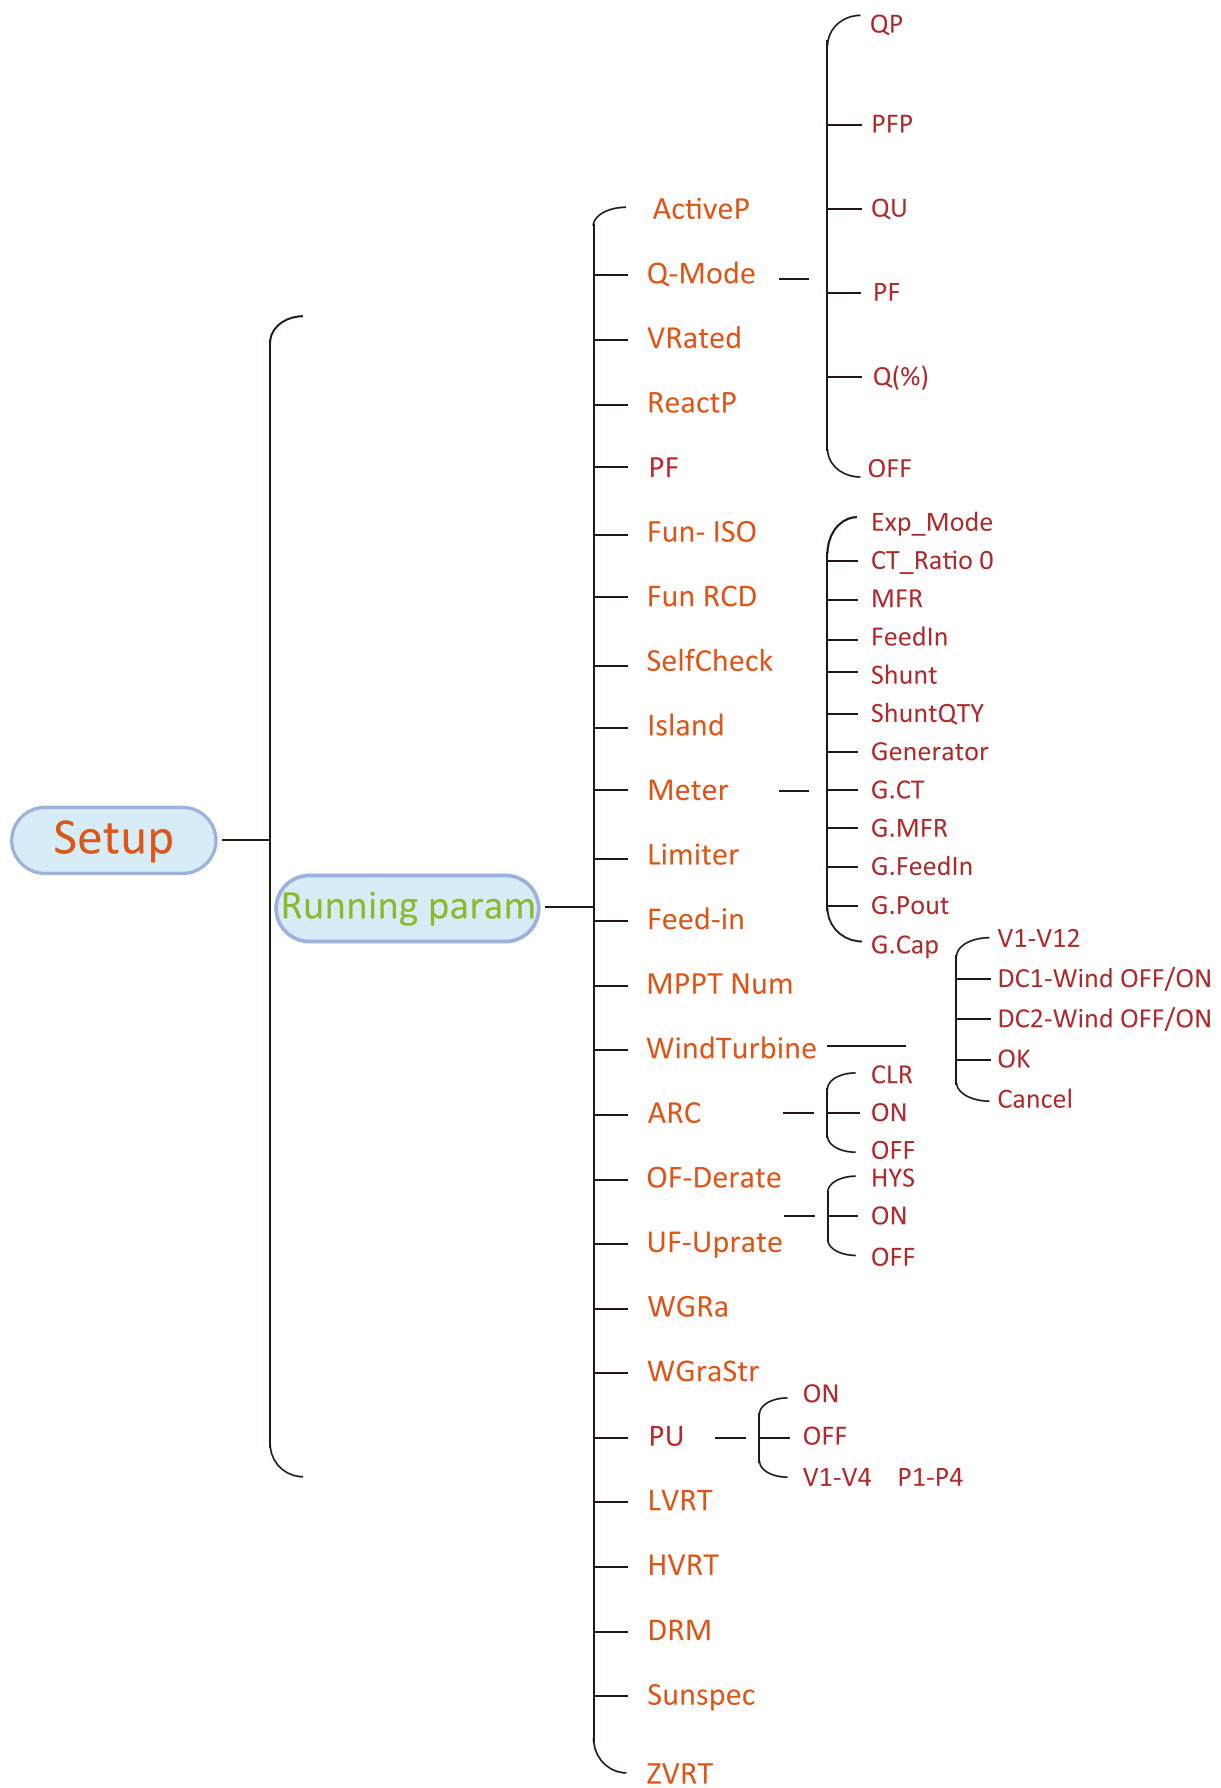 Setup
Running param
ActiveP
Q-Mode
QP
PFP
QU
PF
Q(%)
OFF
VRated
ReactP
PF
Fun- ISO
Fun RCD
SelfCheck
Island
Meter
Exp_Mode
CT_Ratio 0
MFR
FeedIn
Shunt
ShuntQTY
Generator
G.CT
G.MFR
G.FeedIn
G.Pout
G.Cap
Limiter
Feed-in
MPPT Num
WindTurbine
V1-V12
DC1-Wind OFF/ON
DC2-Wind OFF/ON
OK
Cancel
ARC
CLR
ON
OFF
OF-Derate
UF-Uprate
HYS
ON
OFF
WGRa
WGraStr
PU
ON
OFF
V1-V4 P1-P4
LVRT
HVRT
DRM
Sunspec
ZVRT